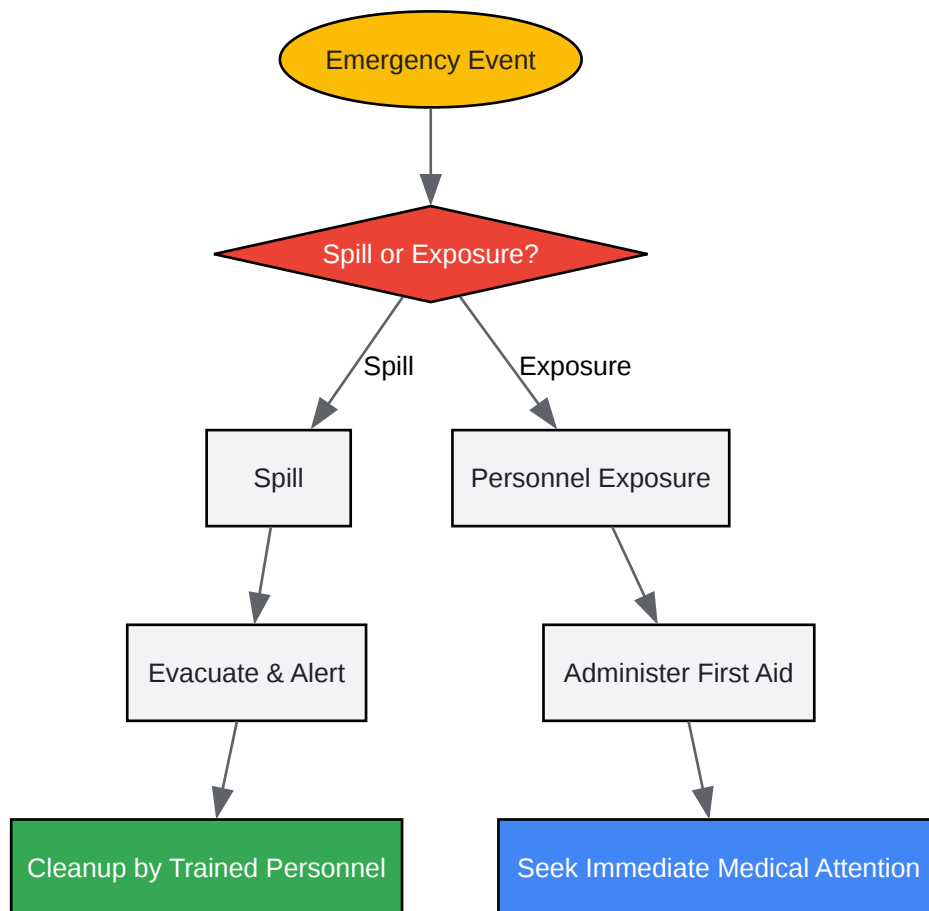 Emergency Event
Spill or Exposure?
Spill
Exposure
Spill
Personnel Exposure
Evacuate & Alert
Administer First Aid
Cleanup by Trained Personnel
Seek Immediate Medical Attention